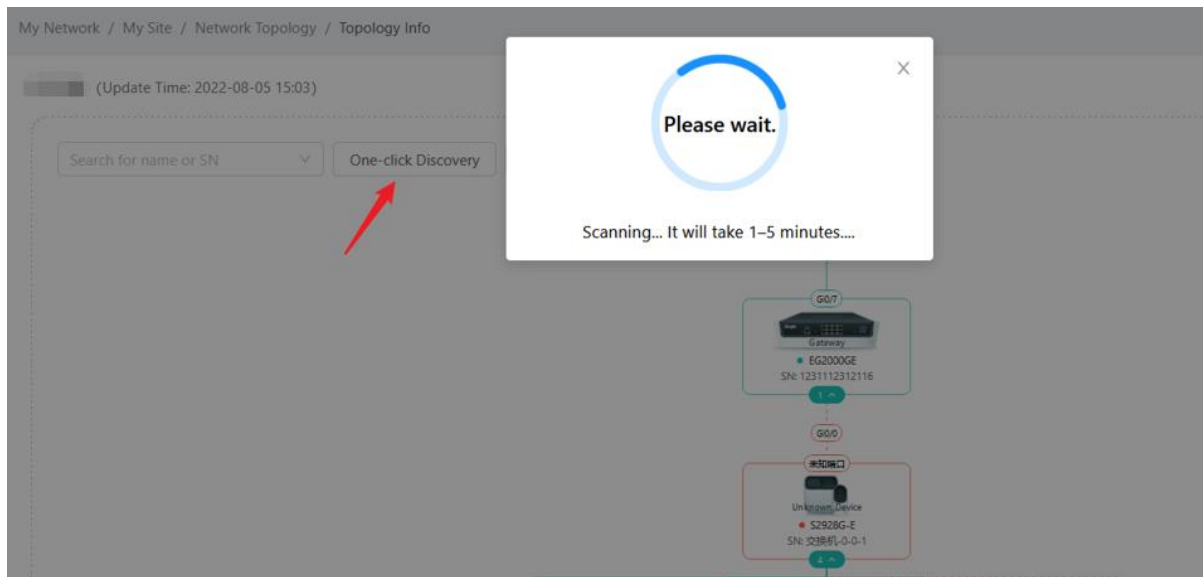 My Network / My Site / Network Topology / Topology Info
(Update Time: 2022-08-05 15:03)
Search for name or SN
One-click Discovery
Please wait.
Scanning... It will take 1–5 minutes....
Gi0/7
Gateway
EG2000GE
SN: 1231112312116
1
Gi0/0
未知端口
Unknown Device
S2928G-E
SN: 交换机-0-0-1